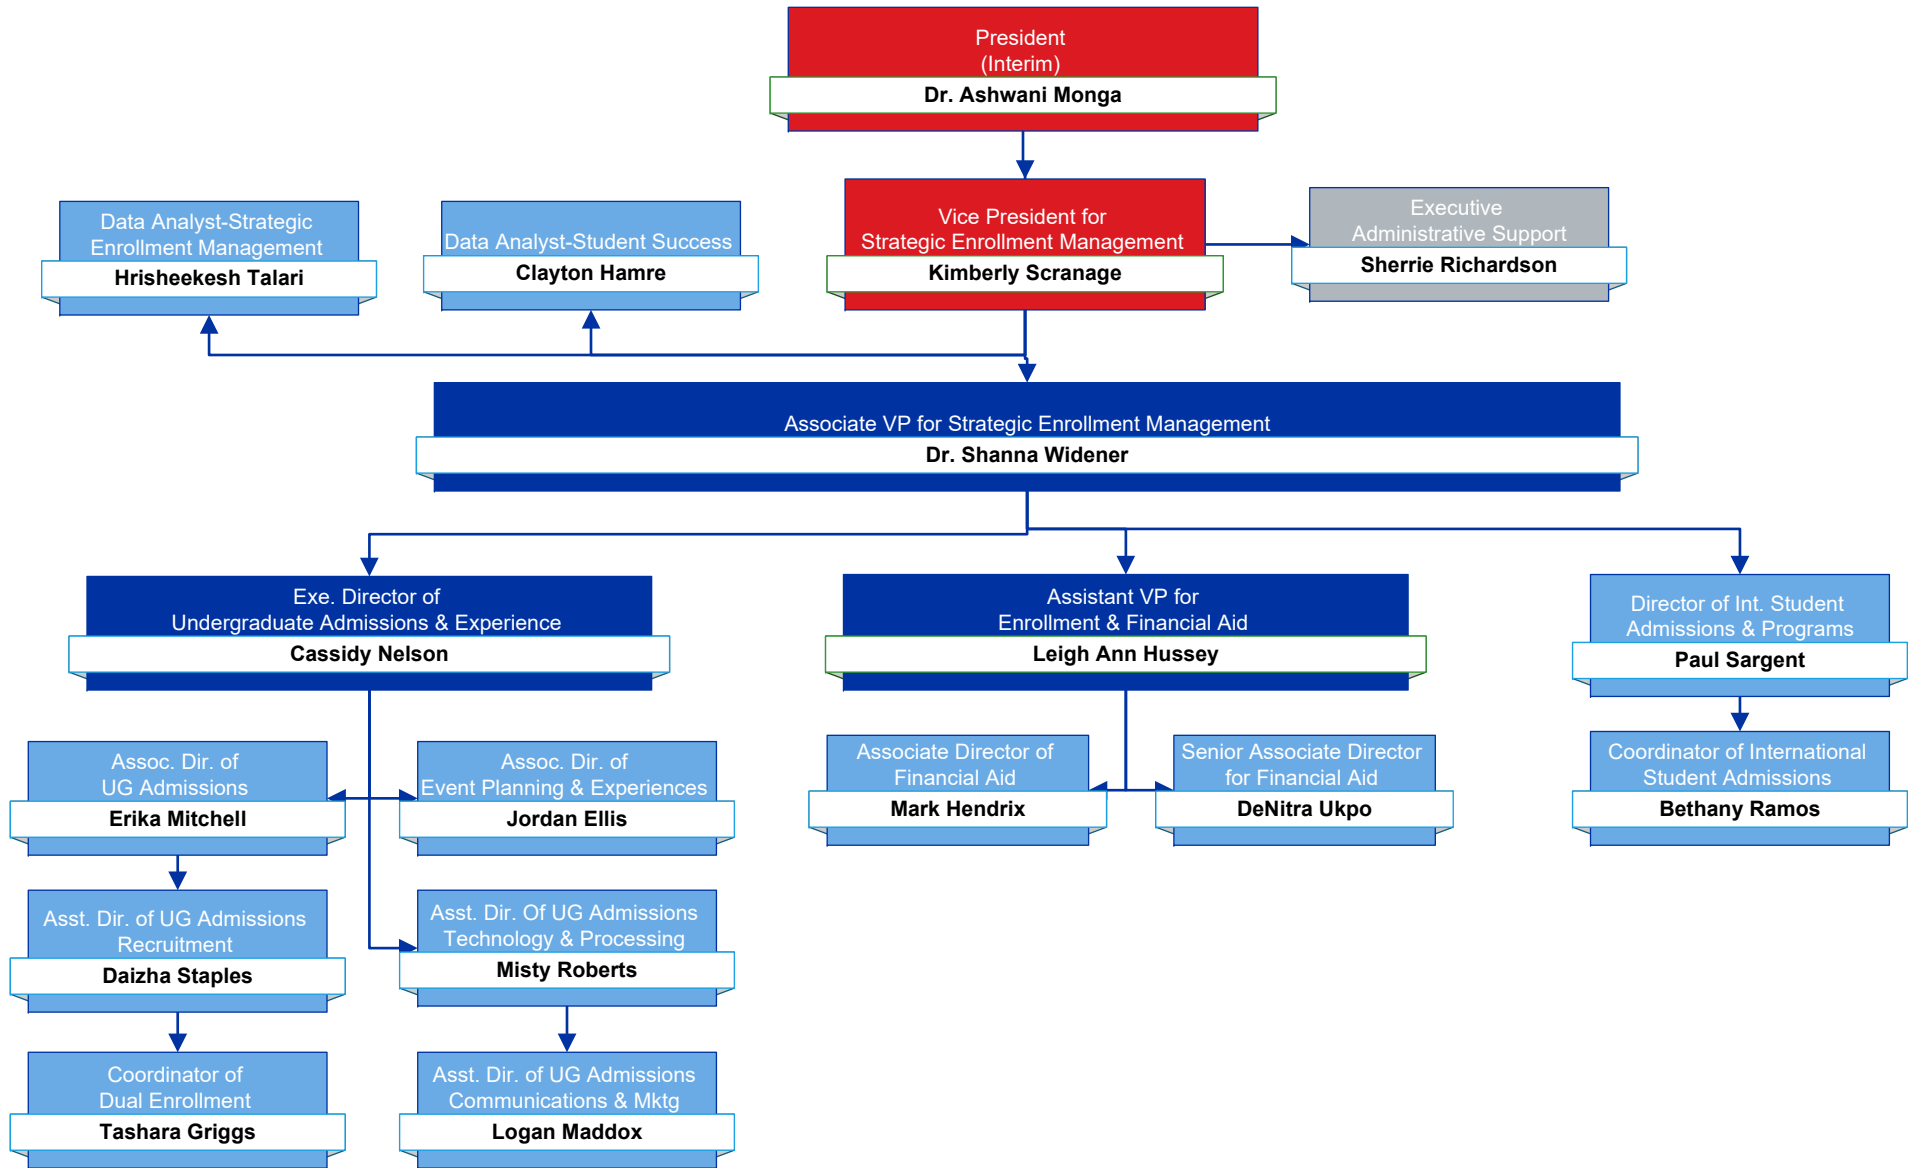 President
(Interim)
Dr. Ashwani Monga
Data Analyst-Strategic
Enrollment Management
Hrisheekesh Talari
Data Analyst-Student Success
Clayton Hamre
Vice President for
Strategic Enrollment Management
Kimberly Scranage
Executive
Administrative Support
Sherrie Richardson
Associate VP for Strategic Enrollment Management
Dr. Shanna Widener
Exe. Director of
Undergraduate Admissions & Experience
Cassidy Nelson
Assistant VP for
Enrollment & Financial Aid
Leigh Ann Hussey
Director of Int. Student
Admissions & Programs
Paul Sargent
Assoc. Dir. of
UG Admissions
Erika Mitchell
Assoc. Dir. of
Event Planning & Experiences
Jordan Ellis
Associate Director of
Financial Aid
Mark Hendrix
Senior Associate Director
for Financial Aid
DeNitra Ukpo
Coordinator of International
Student Admissions
Bethany Ramos
Asst. Dir. of UG Admissions
Recruitment
Daizha Staples
Asst. Dir. Of UG Admissions
Technology & Processing
Misty Roberts
Coordinator of
Dual Enrollment
Tashara Griggs
Asst. Dir. of UG Admissions
Communications & Mktg
Logan Maddox